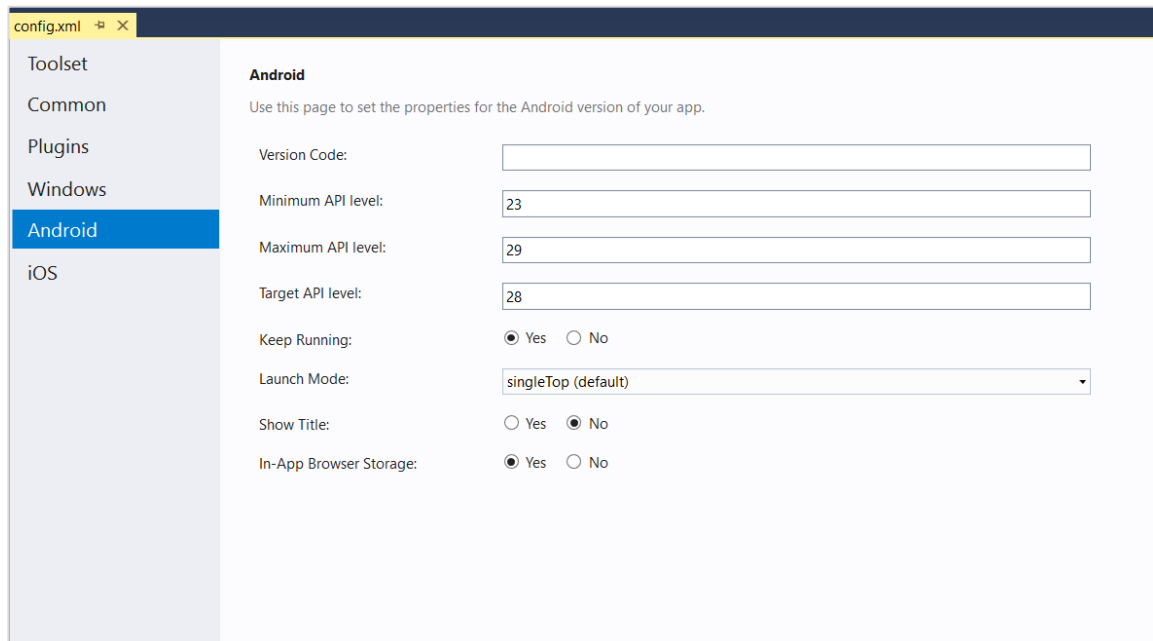 config.xml
Toolset
Common
Plugins
Windows
Android
iOS
Android
Use this page to set the properties for the Android version of your app.
Version Code:
Minimum API level: 23
Maximum API level: 29
Target API level: 28
Keep Running: Yes No
Launch Mode: singleTop (default)
Show Title: Yes No
In-App Browser Storage: Yes No